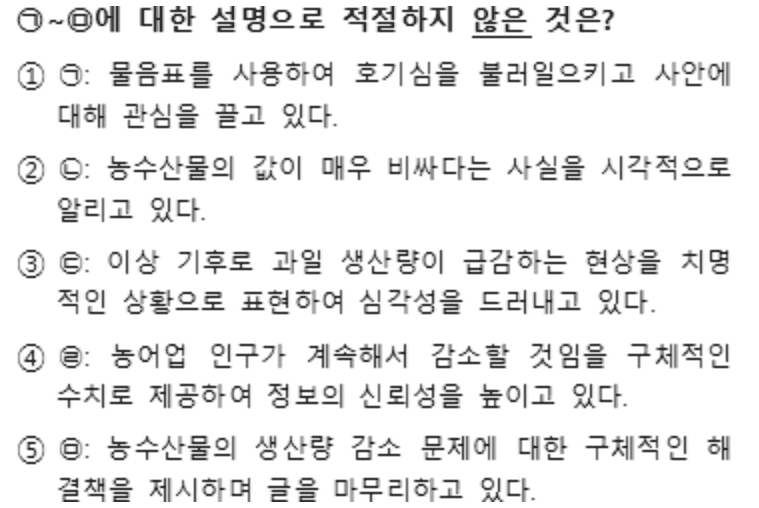 ㉠~㉤에 대한 설명으로 적절하지 않은 것은?
① ㉠: 물음표를 사용하여 호기심을 불러일으키고 사안에
대해 관심을 끌고 있다.
② ㉡: 농수산물의 값이 매우 비싸다는 사실을 시각적으로
알리고 있다.
③ ㉢: 이상 기후로 과일 생산량이 급감하는 현상을 치명
적인 상황으로 표현하여 심각성을 드러내고 있다.
④ ㉣: 농어업 인구가 계속해서 감소할 것임을 구체적인
수치로 제공하여 정보의 신뢰성을 높이고 있다.
⑤ ㉤: 농수산물의 생산량 감소 문제에 대한 구체적인 해
결책을 제시하며 글을 마무리하고 있다.